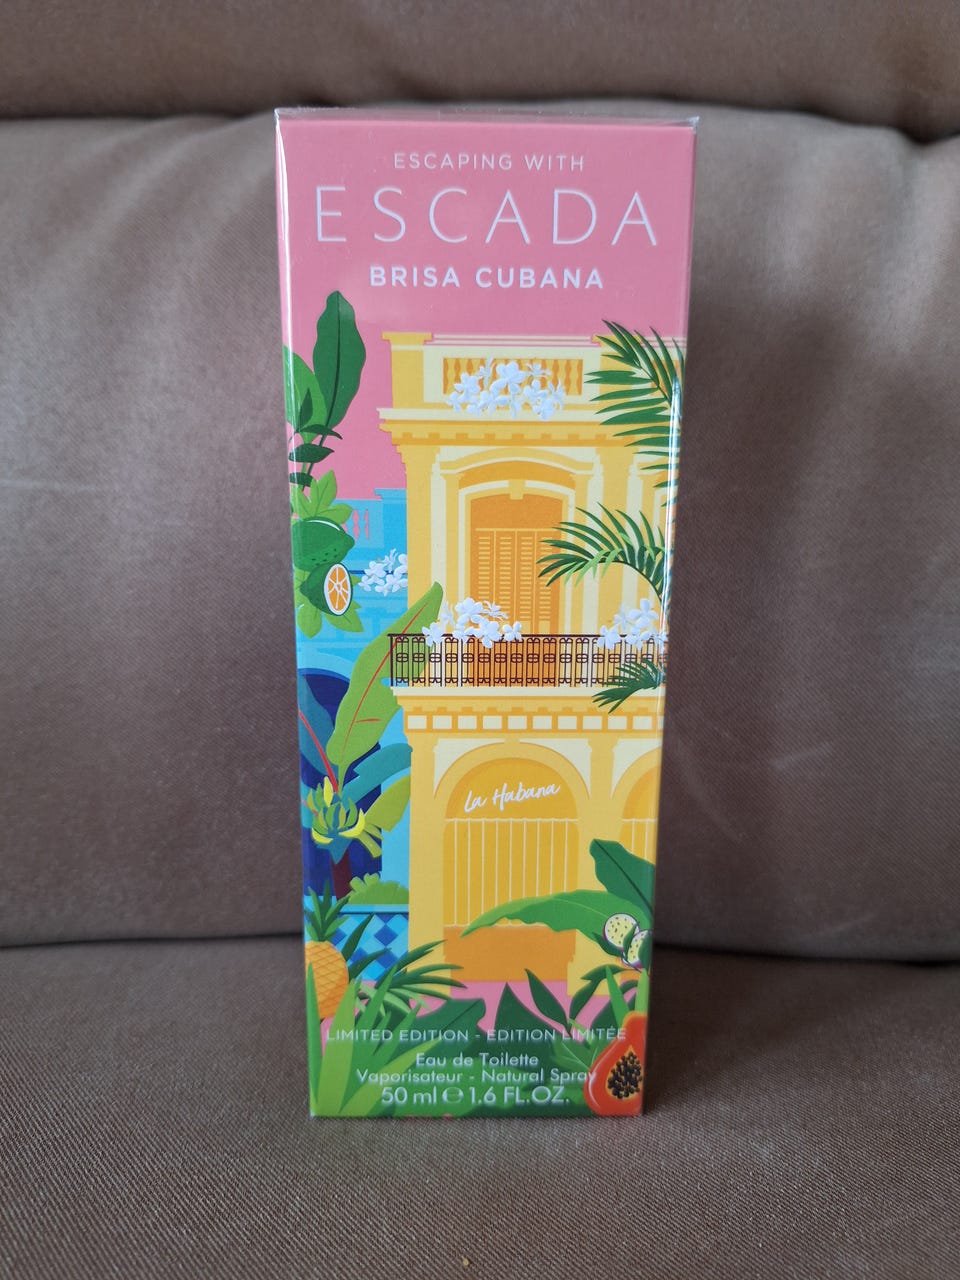 ESCAPING WITH
ESCADA
BRISA CUBANA
La Habana
LIMITED EDITION - EDITION LIMITÉE
Eau de Toilette
Vaporisateur - Natural Spray
50 ml ℮ 1.6 FL.OZ.